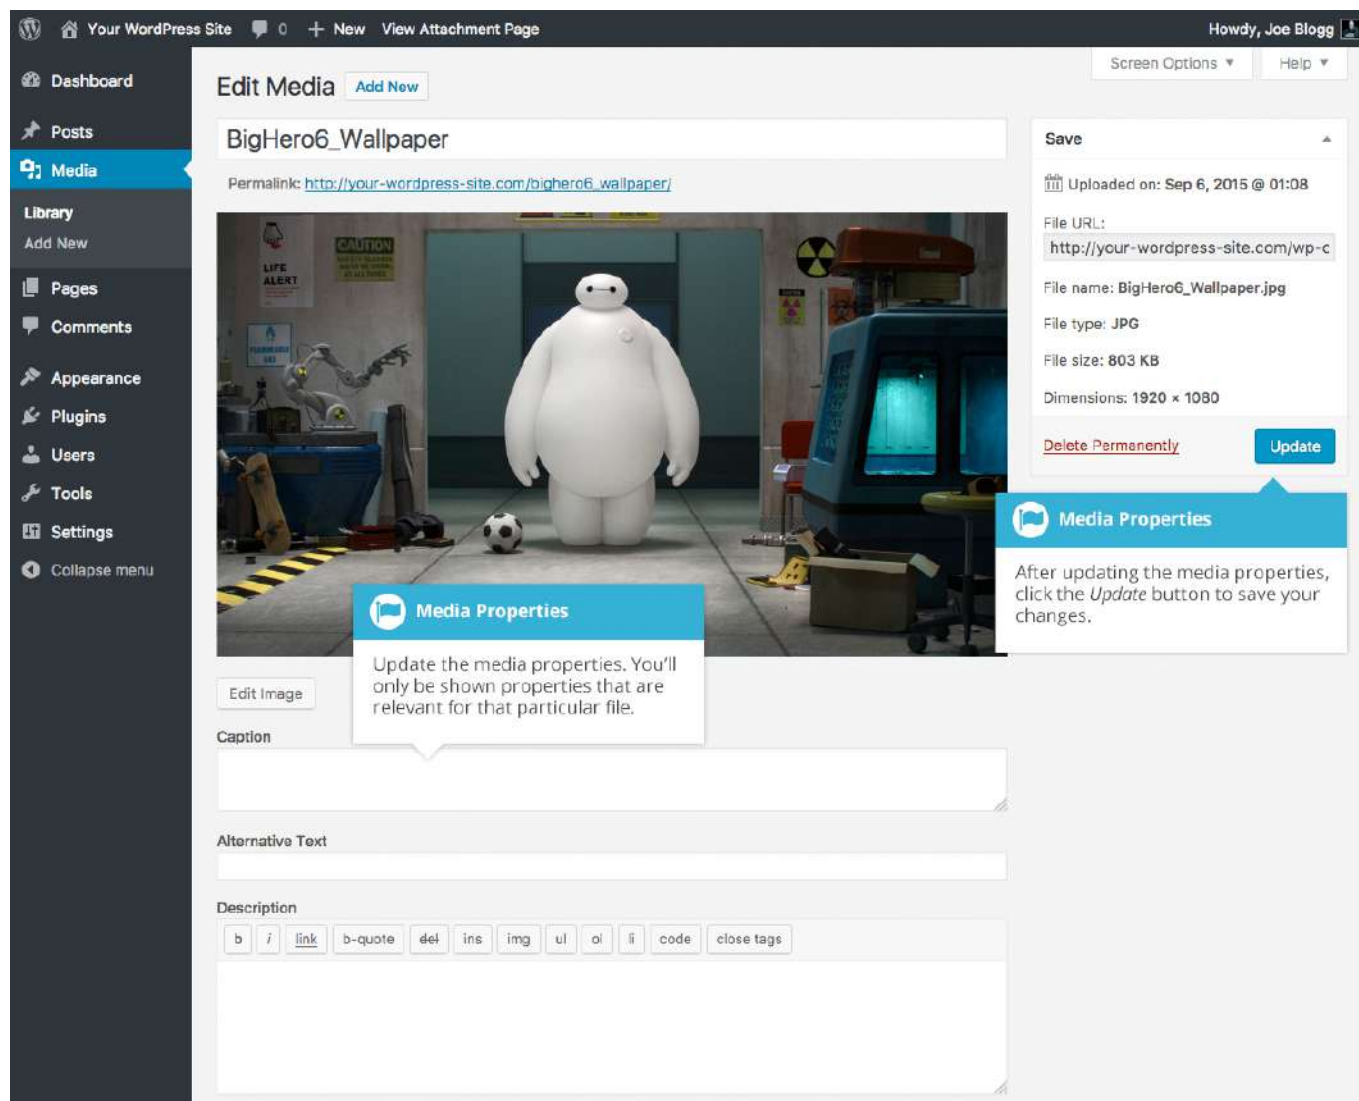 Your WordPress Site 0 + New View Attachment Page Howdy, Joe Blogg
Screen Options Help
Dashboard
Posts
Media
Library
Add New
Pages
Comments
Appearance
Plugins
Users
Tools
Settings
Collapse menu
Edit Media Add New
BigHero6_Wallpaper
Permalink: http://your-wordpress-site.com/bighero6_wallpaper/
CAUTION
LIFE
ALERT
Save
Uploaded on: Sep 6, 2015 @ 01:08
File URL:
http://your-wordpress-site.com/wp-c
File name: BigHero6_Wallpaper.jpg
File type: JPG
File size: 803 KB
Dimensions: 1920 × 1080
Delete Permanently Update
Media Properties
After updating the media properties,
click the Update button to save your
changes.
Media Properties
Update the media properties. You'll
only be shown properties that are
relevant for that particular file.
Edit Image
Caption
Alternative Text
Description
b i link b-quote del ins img ul ol li code close tags